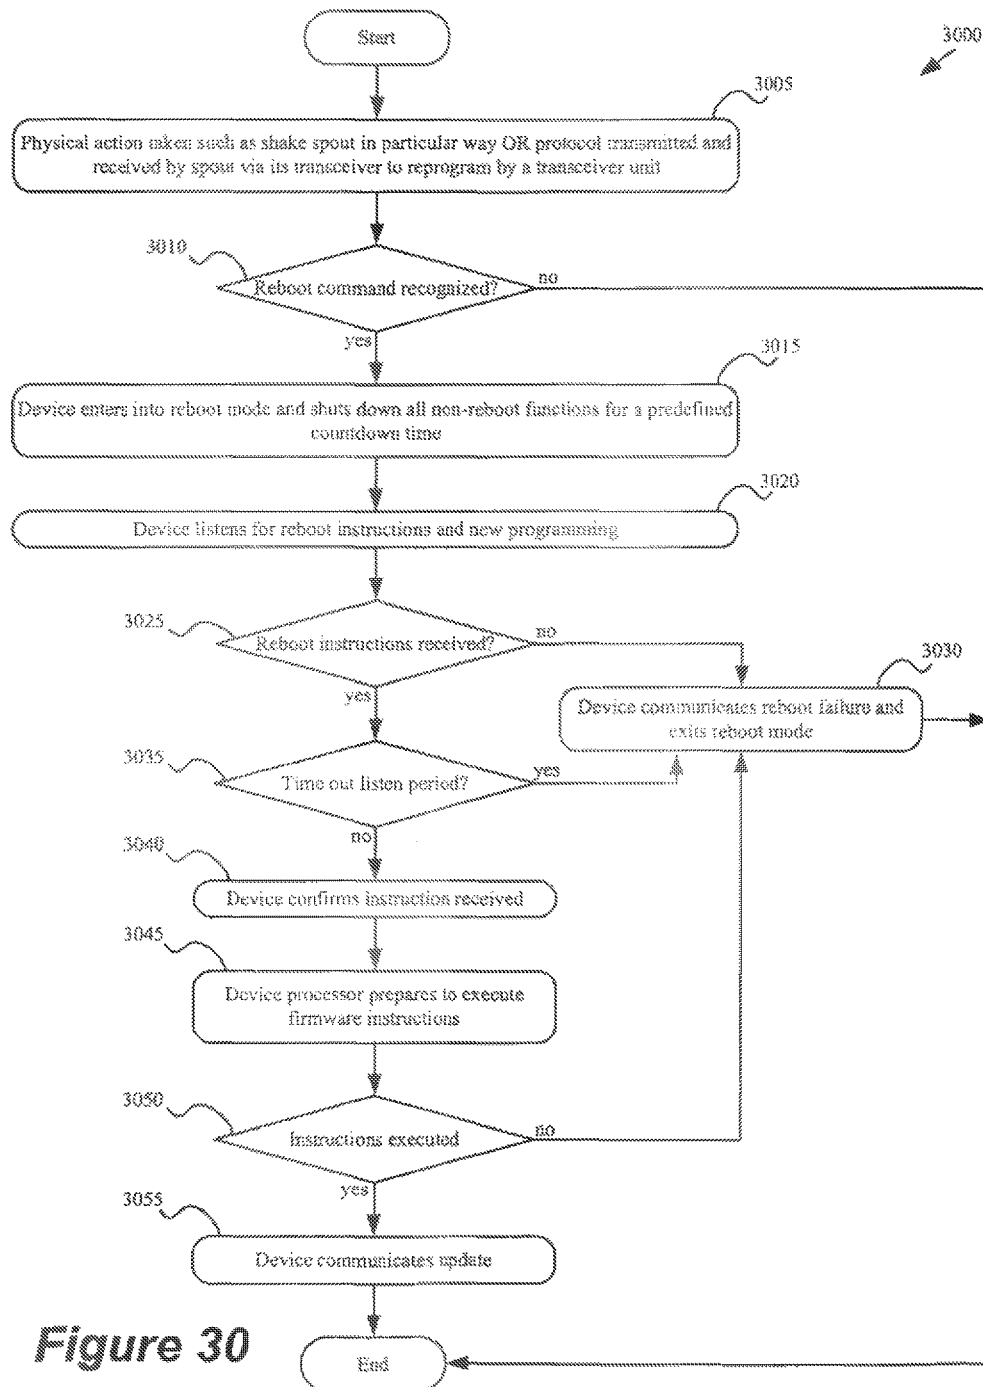 Start
3000
3005
Physical action taken such as shake spout in particular way OR protocol transmitted and
received by spout via its transceiver to reprogram by a transceiver unit
3010
Reboot command recognized?
no
yes
3015
Device enters into reboot mode and shuts down all non-reboot functions for a predefined
countdown time
3020
Device listens for reboot instructions and new programming
3025
Reboot instructions received?
no
yes
3030
Device communicates reboot failure and
exits reboot mode
3035
Time out listen period?
yes
no
3040
Device confirms instruction received
3045
Device processor prepares to execute
firmware instructions
3050
Instructions executed
no
yes
3055
Device communicates update
Figure 30
End